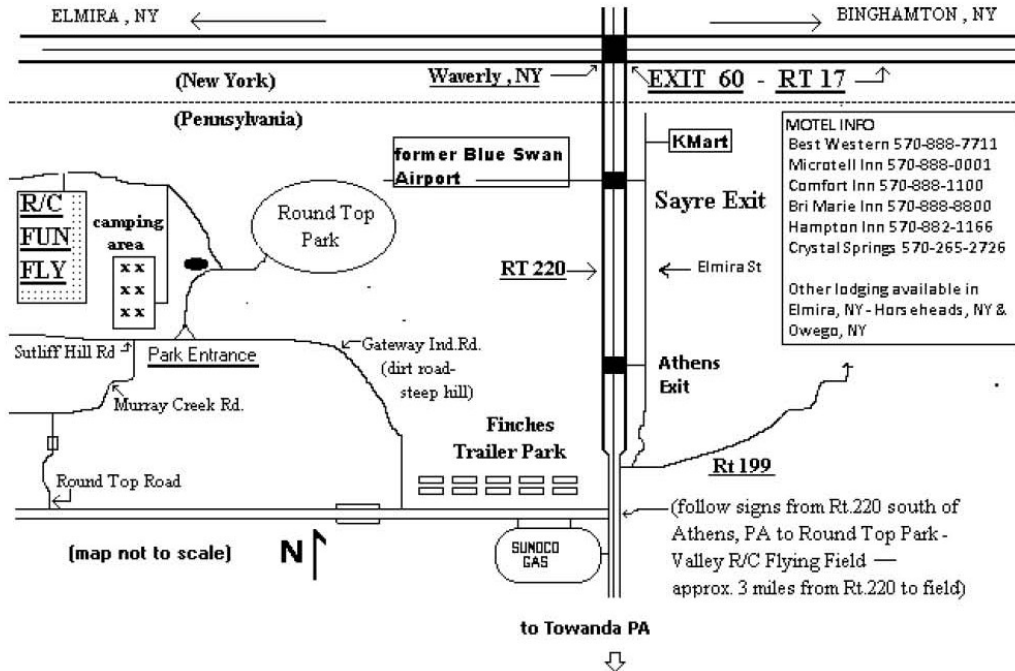 ELMIRA , NY
BINGHAMTON , NY
(New York)
Waverly , NY
EXIT 60 - RT 17
(Pennsylvania)
former Blue Swan
Airport
KMart
MOTEL INFO
Best Western 570-888-7711
Microtell Inn 570-888-0001
Comfort Inn 570-888-1100
Bri Marie Inn 570-888-8800
Hampton Inn 570-882-1166
Crystal Springs 570-265-2726
Other lodging available in
Elmira, NY - Horseheads, NY &
Owego, NY
R/C
FUN
FLY
camping
area
x x
x x
x x
Round Top
Park
Sayre Exit
RT 220
Elmira St
Sutliff Hill Rd
Park Entrance
Gateway Ind.Rd.
(dirt road-
steep hill)
Athens
Exit
Murray Creek Rd.
Finches
Trailer Park
Rt 199
Round Top Road
(follow signs from Rt.220 south of
Athens, PA to Round Top Park -
Valley R/C Flying Field —
approx. 3 miles from Rt.220 to field)
(map not to scale)
N
SUNOCO
GAS
to Towanda PA